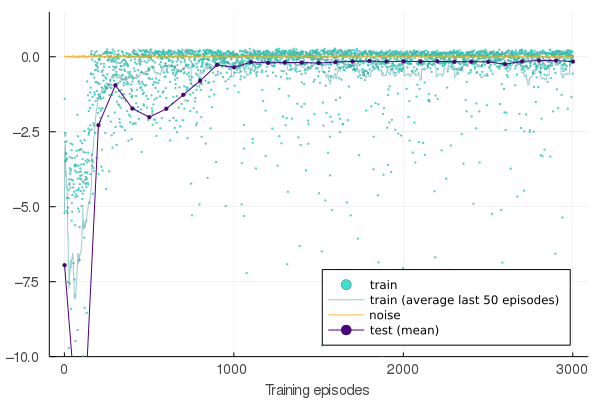 0.0
−2.5
−5.0
−7.5
−10.0
0
1000
2000
3000
Training episodes
train
train (average last 50 episodes)
noise
test (mean)